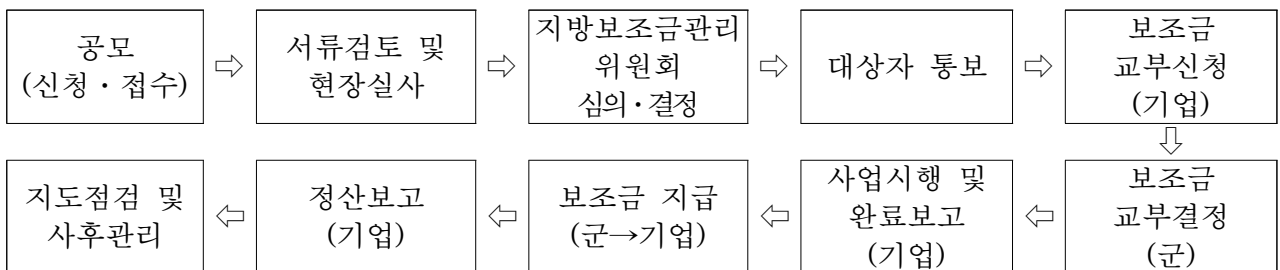 공모
(신청・접수)
⇨
서류검토 및
현장실사
⇨
지방보조금관리
위원회
심의・결정
⇨
대상자 통보
⇨
보조금
교부신청
(기업)
⇩
보조금
교부결정
(군)
⇦
사업시행 및
완료보고
(기업)
⇦
보조금 지급
(군→기업)
⇦
정산보고
(기업)
⇦
지도점검 및
사후관리